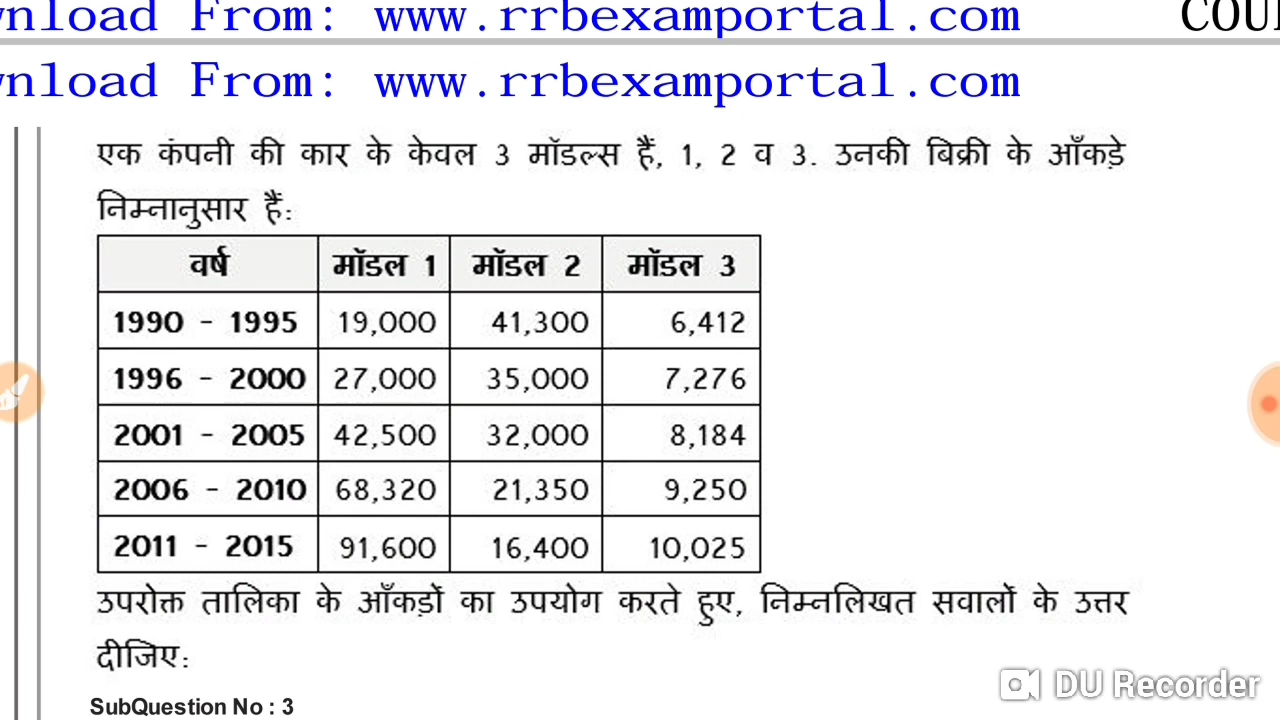 From: www.rrbexamportal.com
From: www.rrbexamportal.com
एक कंपनी की कार के केवल 3 मॉडल्स हैं, 1, 2 व 3. उनकी बिक्री के आँकड़े
निम्नानुसार हैं:
वर्ष मॉडल 1 मॉडल 2 मॉडल 3
1990 - 1995 19,000 41,300 6,412
1996 - 2000 27,000 35,000 7,276
2001 - 2005 42,500 32,000 8,184
2006 - 2010 68,320 21,350 9,250
2011 - 2015 91,600 16,400 10,025
उपरोक्त तालिका के आँकड़ों का उपयोग करते हुए, निम्नलिखत सवालों के उत्तर
दीजिए:
SubQuestion No : 3
DU Recorder